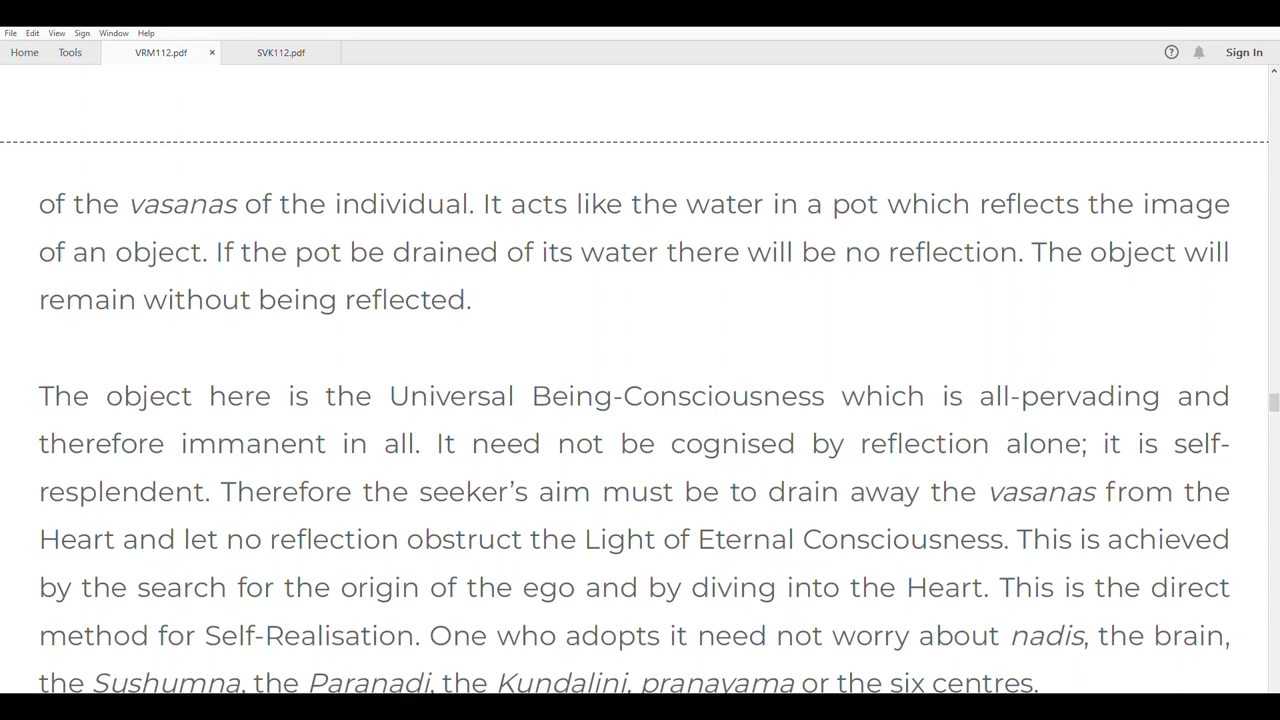 File Edit View Sign Window Help
Home Tools VRM112.pdf × SVK112.pdf ? Sign In
of the vasanas of the individual. It acts like the water in a pot which reflects the image
of an object. If the pot be drained of its water there will be no reflection. The object will
remain without being reflected.
The object here is the Universal Being-Consciousness which is all-pervading and
therefore immanent in all. It need not be cognised by reflection alone; it is self-
resplendent. Therefore the seeker’s aim must be to drain away the vasanas from the
Heart and let no reflection obstruct the Light of Eternal Consciousness. This is achieved
by the search for the origin of the ego and by diving into the Heart. This is the direct
method for Self-Realisation. One who adopts it need not worry about nadis, the brain,
the Sushumna, the Paranadi, the Kundalini, pranayama or the six centres.